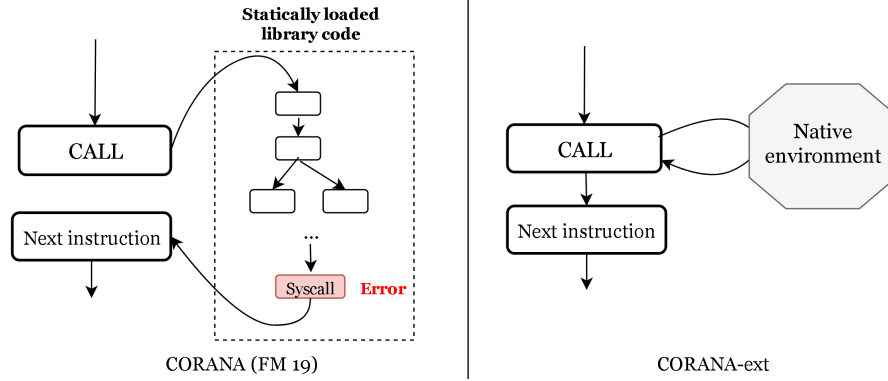 Statically loaded
library code
CALL
Next instruction
...
Syscall
Error
CORANA (FM 19)
CALL
Next instruction
Native
environment
CORANA-ext